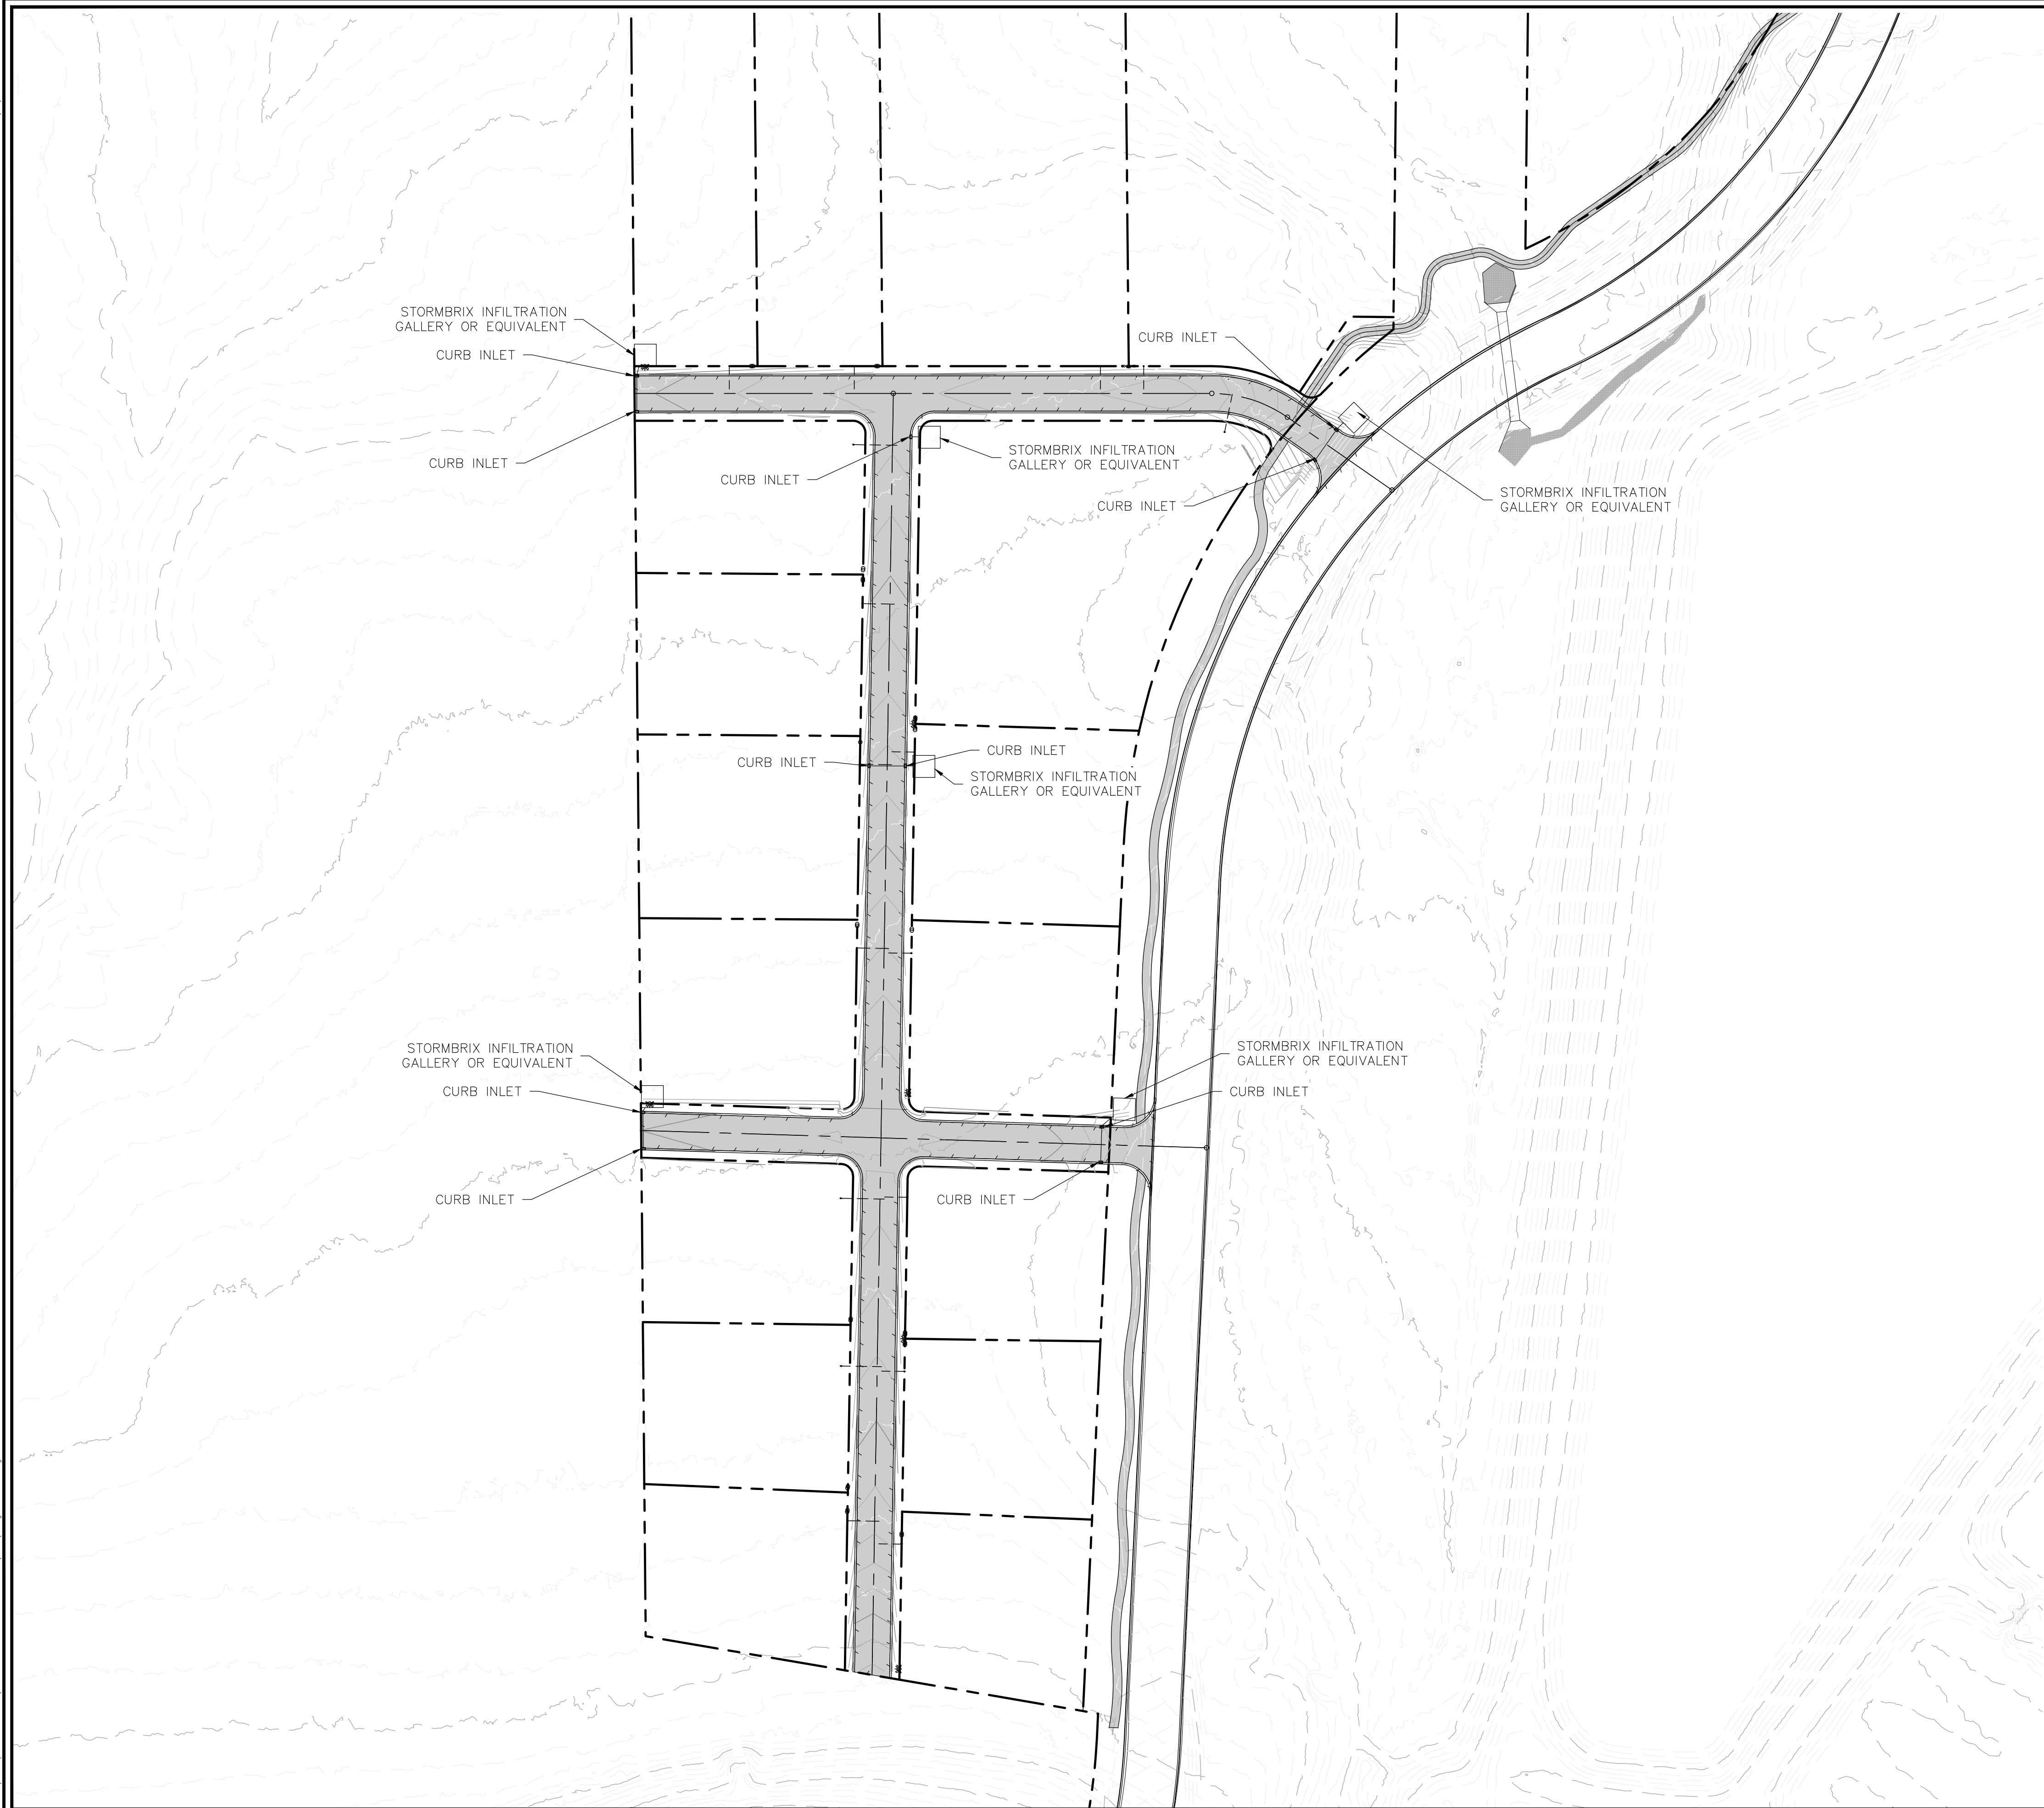 STORMBRIX INFILTRATION
GALLERY OR EQUIVALENT
CURB INLET
CURB INLET
CURB INLET
STORMBRIX INFILTRATION
GALLERY OR EQUIVALENT
CURB INLET
CURB INLET
STORMBRIX INFILTRATION
GALLERY OR EQUIVALENT
CURB INLET
CURB INLET
STORMBRIX INFILTRATION
GALLERY OR EQUIVALENT
STORMBRIX INFILTRATION
GALLERY OR EQUIVALENT
CURB INLET
CURB INLET
STORMBRIX INFILTRATION
GALLERY OR EQUIVALENT
CURB INLET
CURB INLET